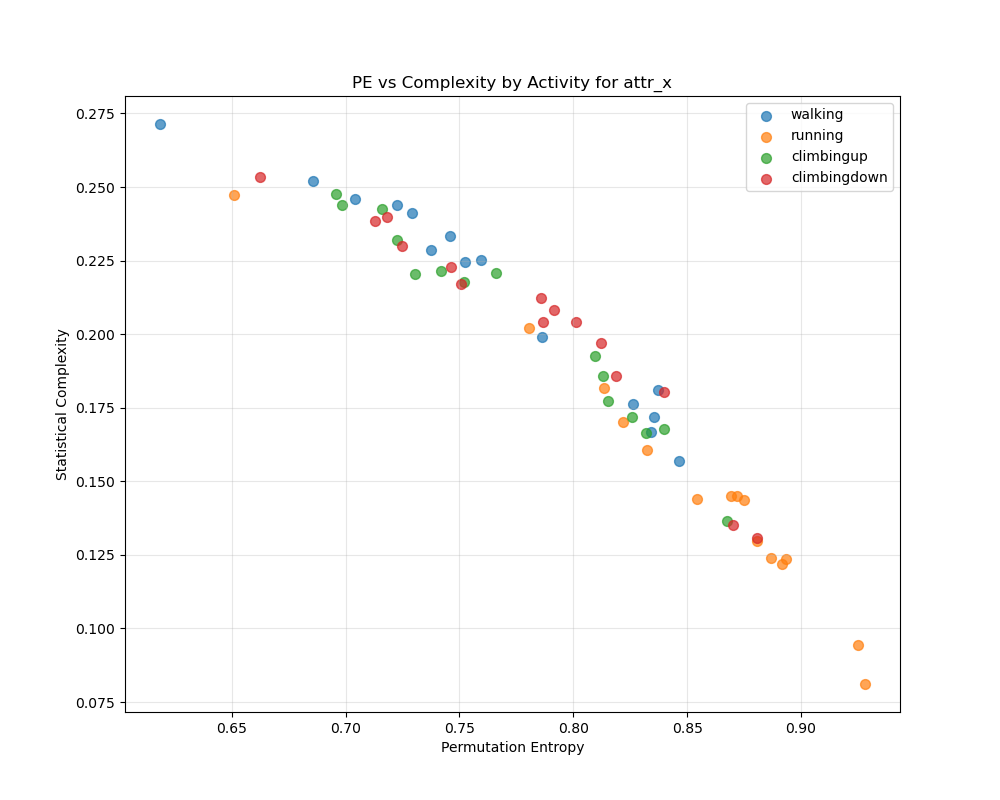 PE vs Complexity by Activity for attr_x
0.275
0.250
0.225
0.200
0.175
0.150
0.125
0.100
0.075
Statistical Complexity
walking
running
climbingup
climbingdown
0.65 0.70 0.75 0.80 0.85 0.90
Permutation Entropy